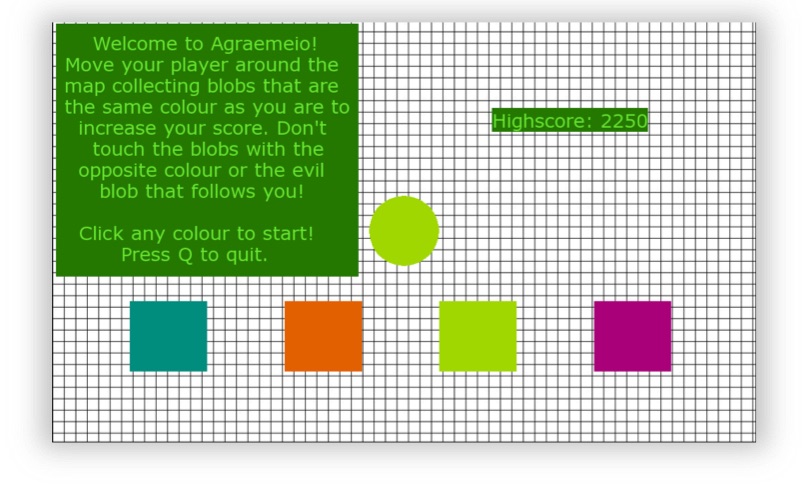 Welcome to Agraemeio!
Move your player around the
map collecting blobs that are
the same colour as you are to
increase your score. Don't
touch the blobs with the
opposite colour or the evil
blob that follows you!
Click any colour to start!
Press Q to quit.
Highscore: 2250